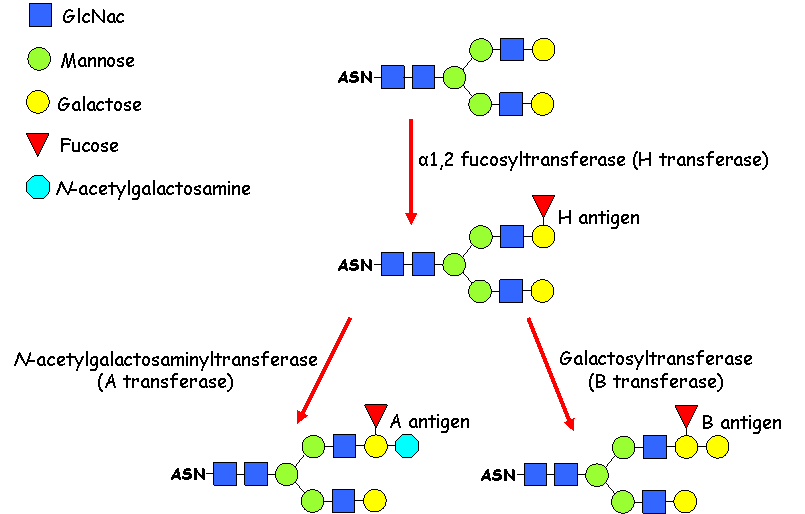 GlcNac
Mannose
Galactose
Fucose
N-acetylgalactosamine
ASN
α1,2 fucosyltransferase (H transferase)
H antigen
ASN
N-acetylgalactosaminyltransferase
(A transferase)
Galactosyltransferase
(B transferase)
A antigen
ASN
B antigen
ASN